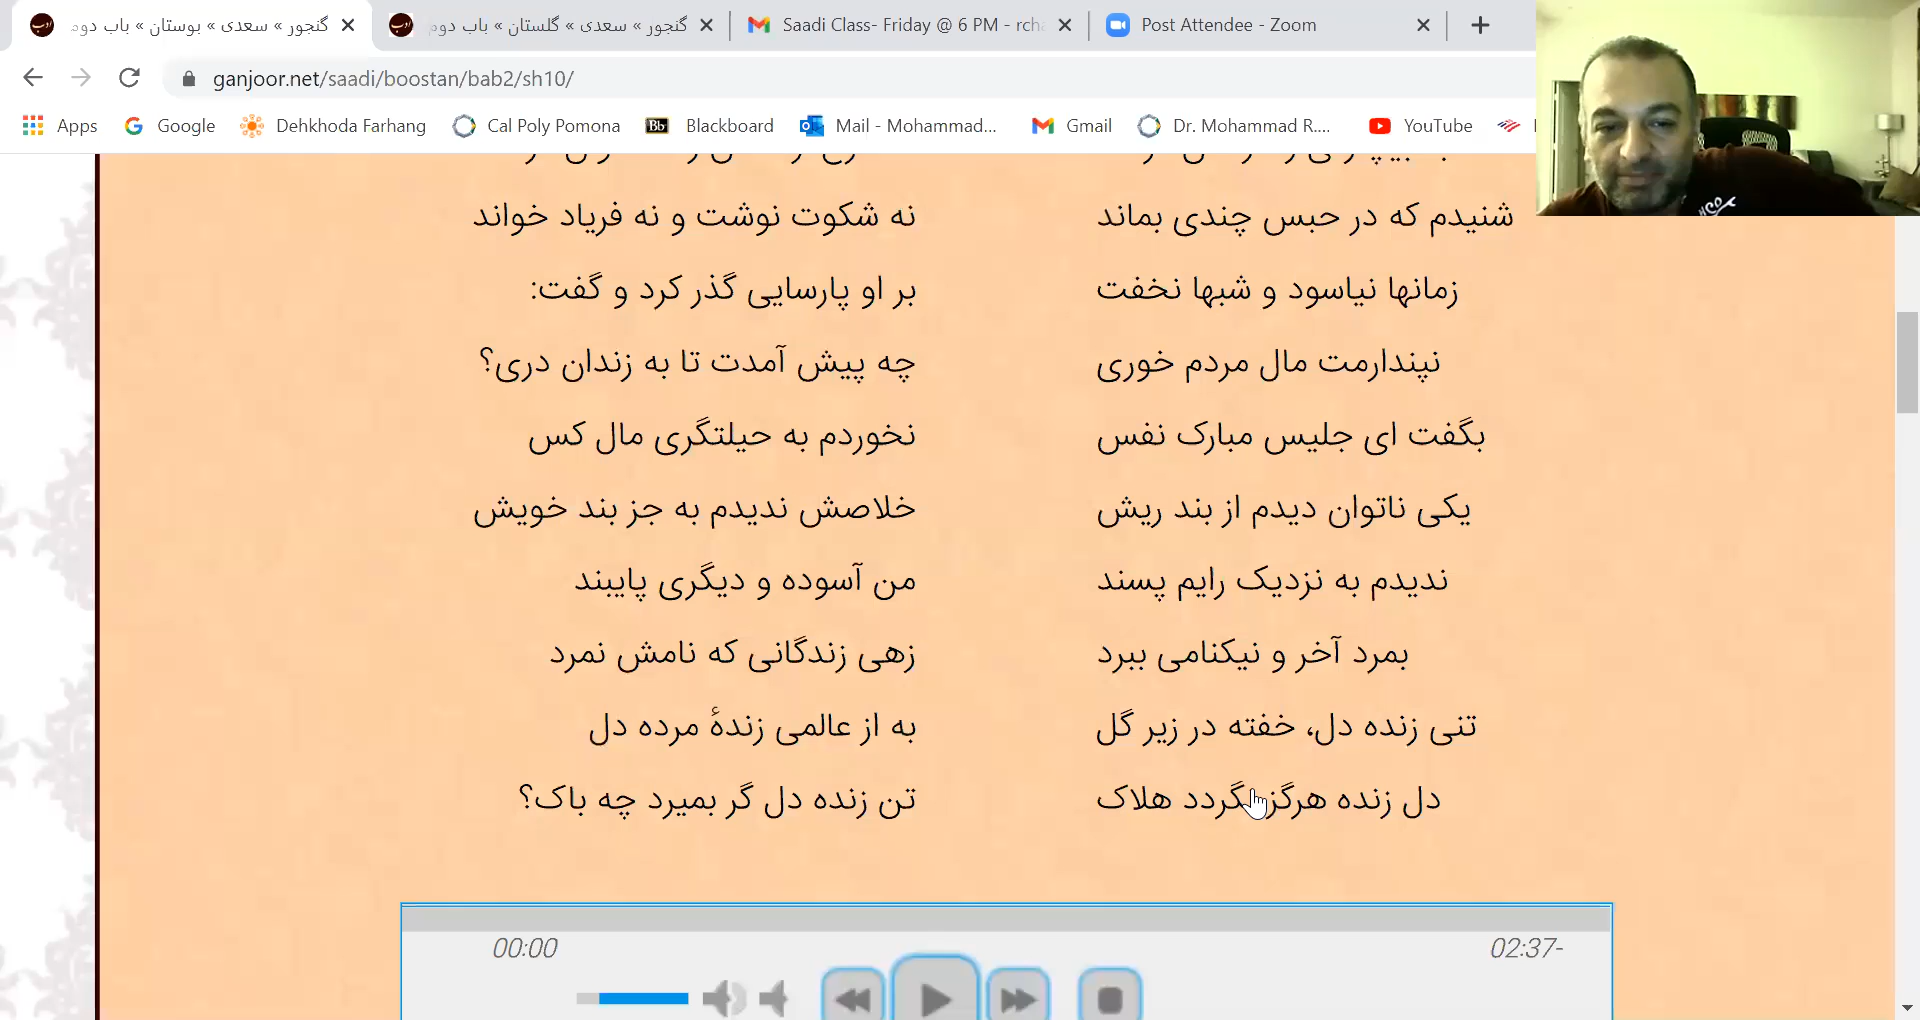 گنجور » سعدی » بوستان » باب دوم
گنجور » سعدی » گلستان » باب دوم
Saadi Class- Friday @ 6 PM - rcha
Post Attendee - Zoom
ganjoor.net/saadi/boostan/bab2/sh10/
Apps Google Dehkhoda Farhang Cal Poly Pomona Bb Blackboard Mail - Mohammad... Gmail Dr. Mohammad R.... YouTube
شنیدم که در حبس چندی بماند نه شکوت نوشت و نه فریاد خواند
زمانها نیاسود و شبها نخفت بر او پارسایی گذر کرد و گفت:
نپندارمت مال مردم خوری چه پیش آمدت تا به زندان دری؟
بگفت ای جلیس مبارک نفس نخوردم به حیلتگری مال کس
یکی ناتوان دیدم از بند ریش خلاصش ندیدم به جز بند خویش
ندیدم به نزدیک رایم پسند من آسوده و دیگری پایبند
بمرد آخر و نیکنامی ببرد زهی زندگانی که نامش نمرد
تنی زنده دل، خفته در زیر گل به از عالمی زندهٔ مرده دل
دل زنده هرگز نگردد هلاک تن زنده دل گر بمیرد چه باک؟
00:00 02:37-